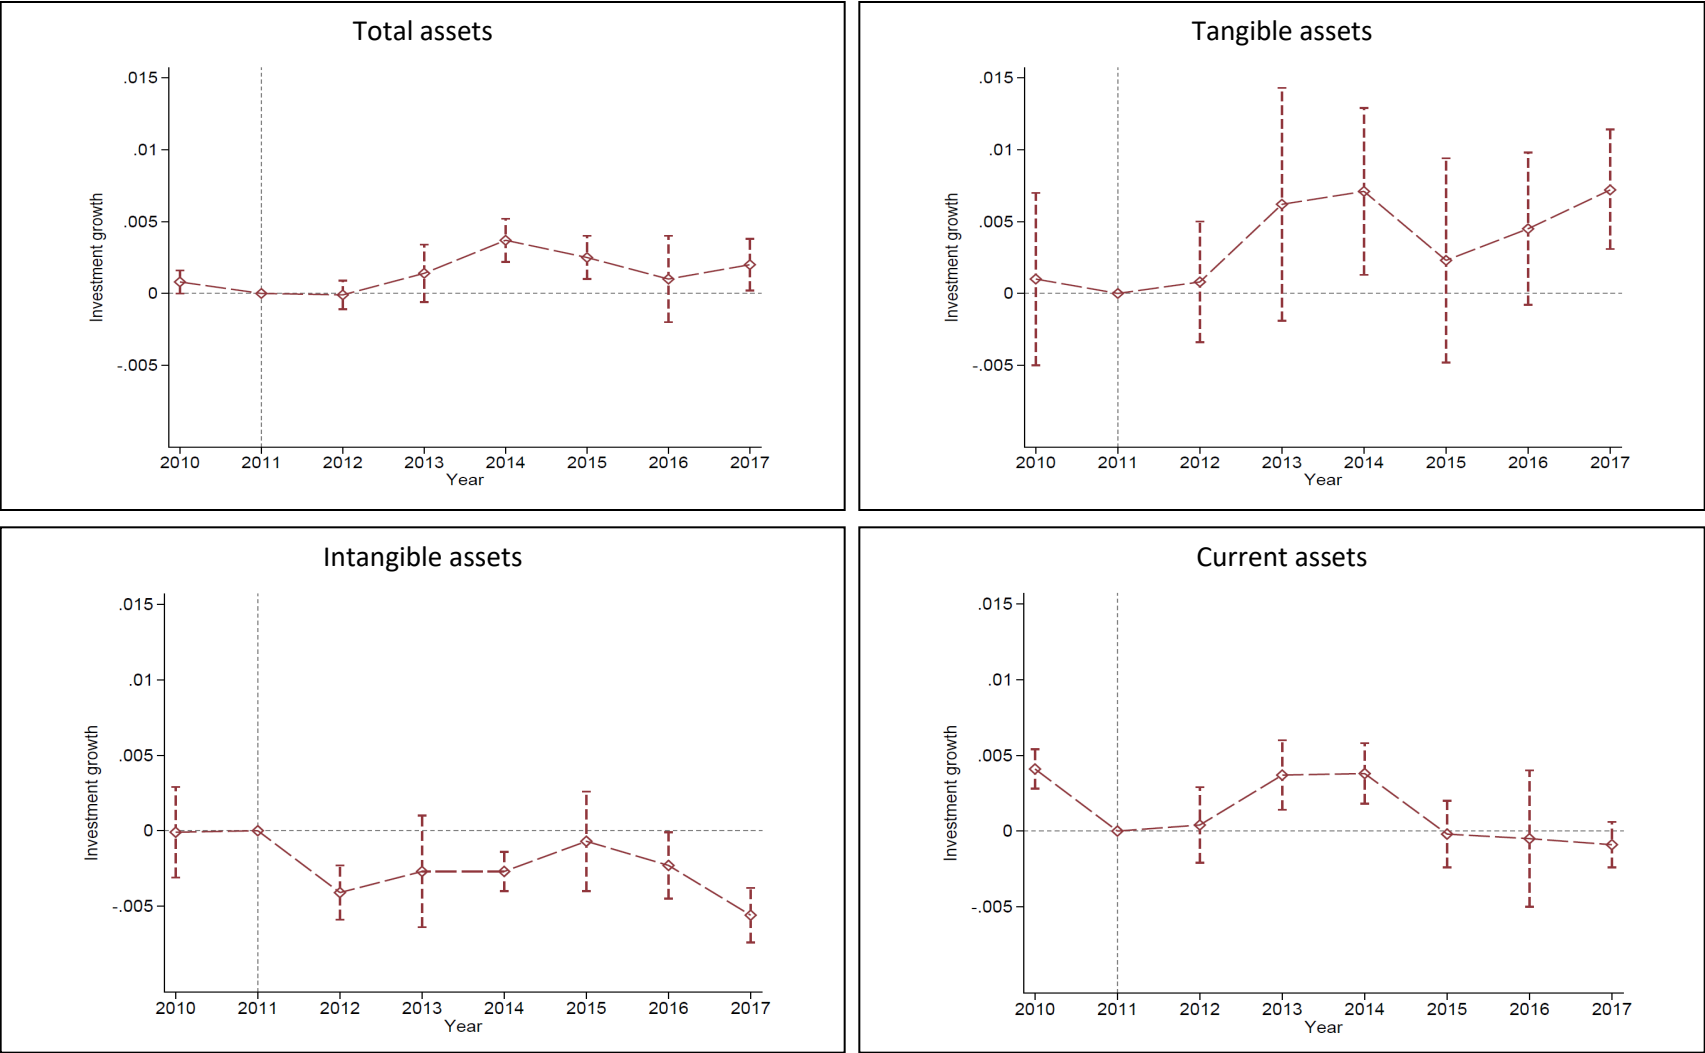 Total assets
.015
.01
.005
0
-.005
Investment growth
2010 2011 2012 2013 2014 2015 2016 2017
Year
Tangible assets
.015
.01
.005
0
-.005
Investment growth
2010 2011 2012 2013 2014 2015 2016 2017
Year
Intangible assets
.015
.01
.005
0
-.005
Investment growth
2010 2011 2012 2013 2014 2015 2016 2017
Year
Current assets
.015
.01
.005
0
-.005
Investment growth
2010 2011 2012 2013 2014 2015 2016 2017
Year